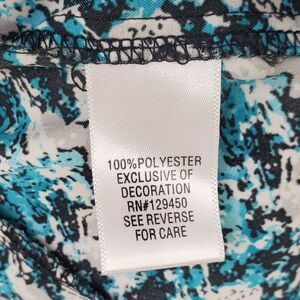 100%POLYESTER
EXCLUSIVE OF
DECORATION
RN#129450
SEE REVERSE
FOR CARE